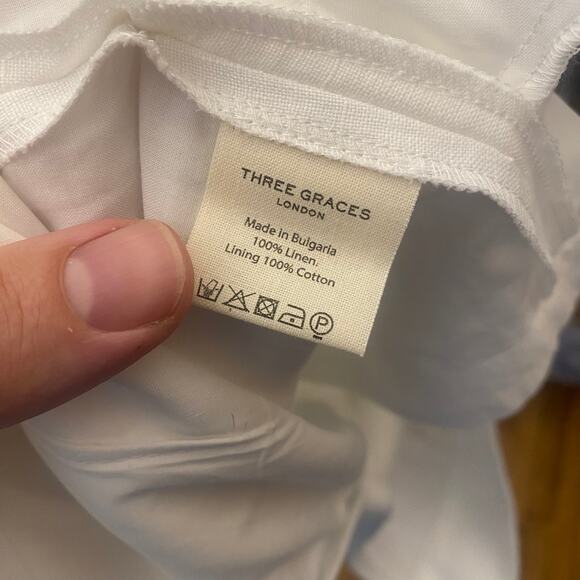 THREE GRACES
LONDON
Made in Bulgaria
100% Linen.
Lining 100% Cotton
P